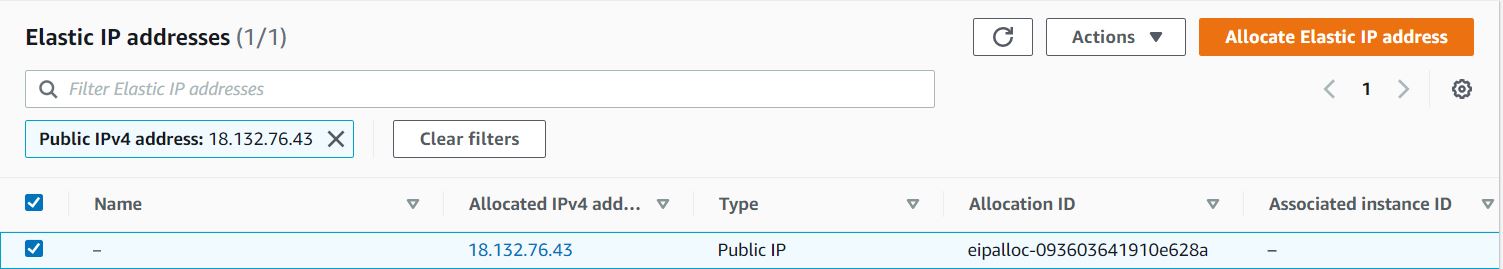 Elastic IP addresses (1/1)
Actions
Allocate Elastic IP address
Filter Elastic IP addresses
1
Public IPv4 address: 18.132.76.43
Clear filters
Name Allocated IPv4 add... Type Allocation ID Associated instance ID
– 18.132.76.43 Public IP eipalloc-093603641910e628a –